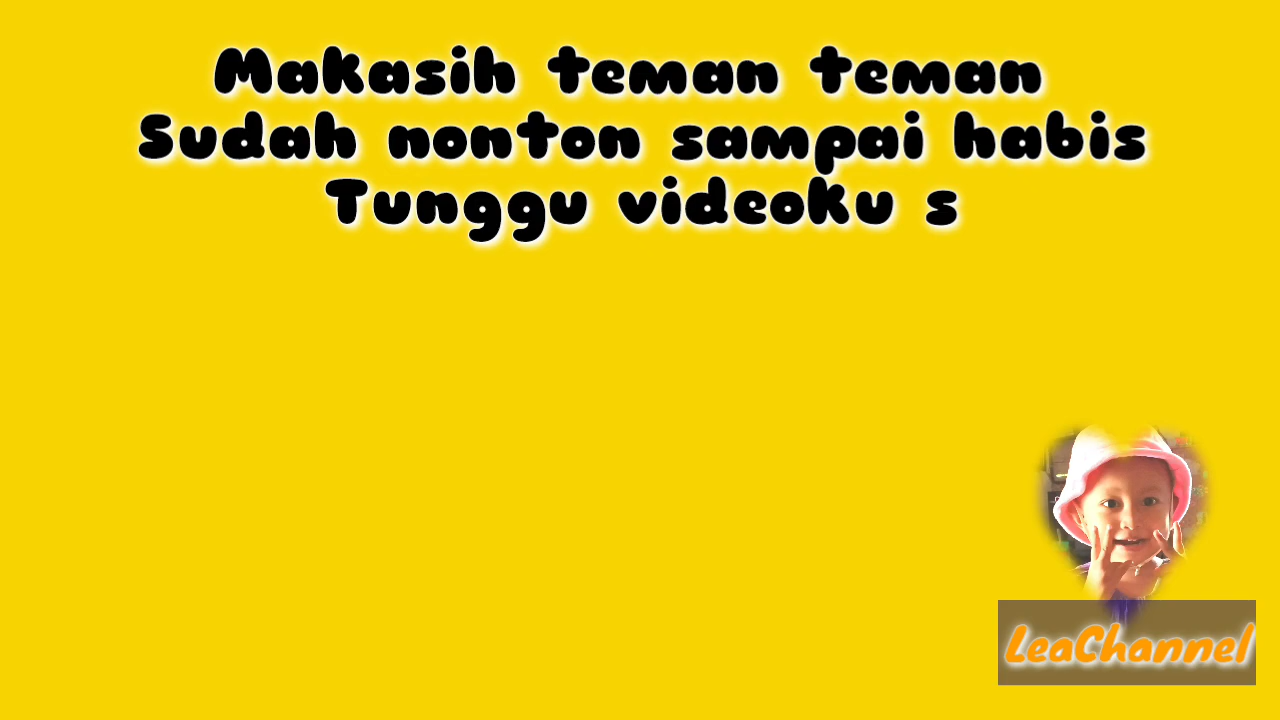 Makasih teman teman
Sudah nonton sampai habis
Tunggu videoku s
LeaChannel